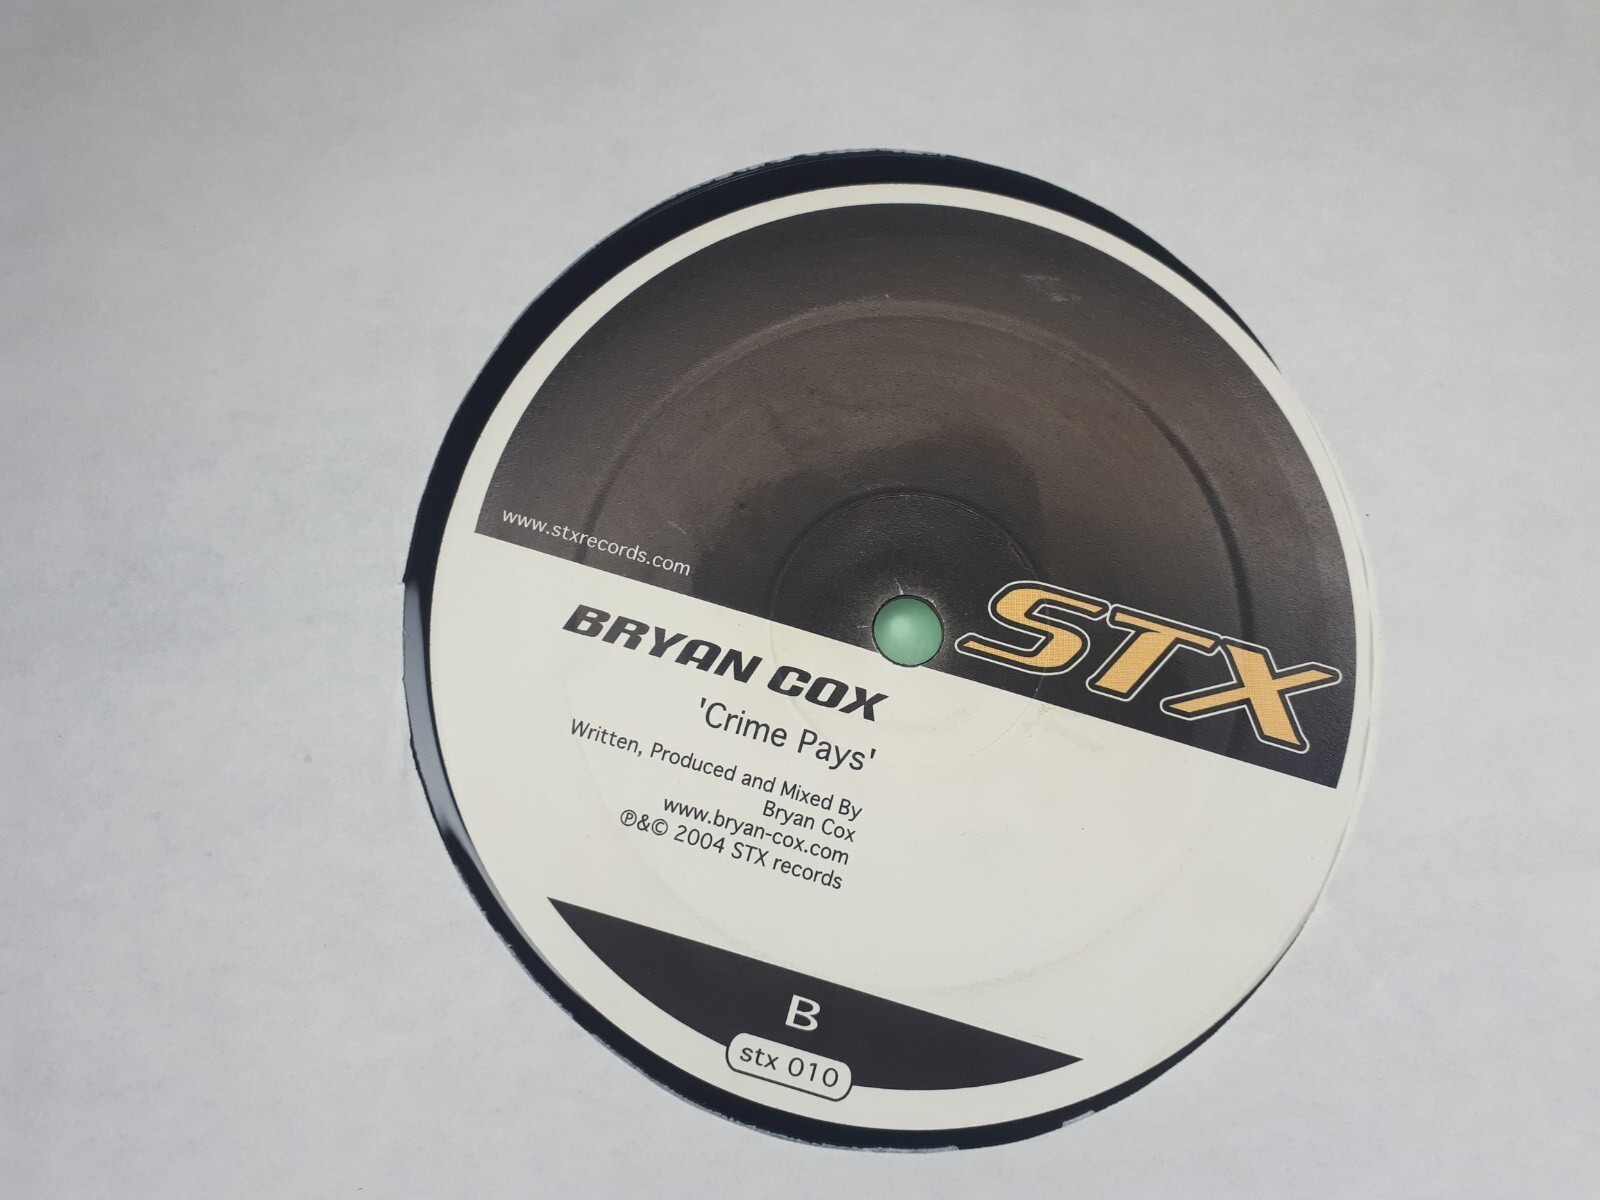 www.stxrecords.com
STX
BRYAN COX
'Crime Pays'
Written, Produced and Mixed By
Bryan Cox
www.bryan-cox.com
℗&© 2004 STX records
B
stx 010